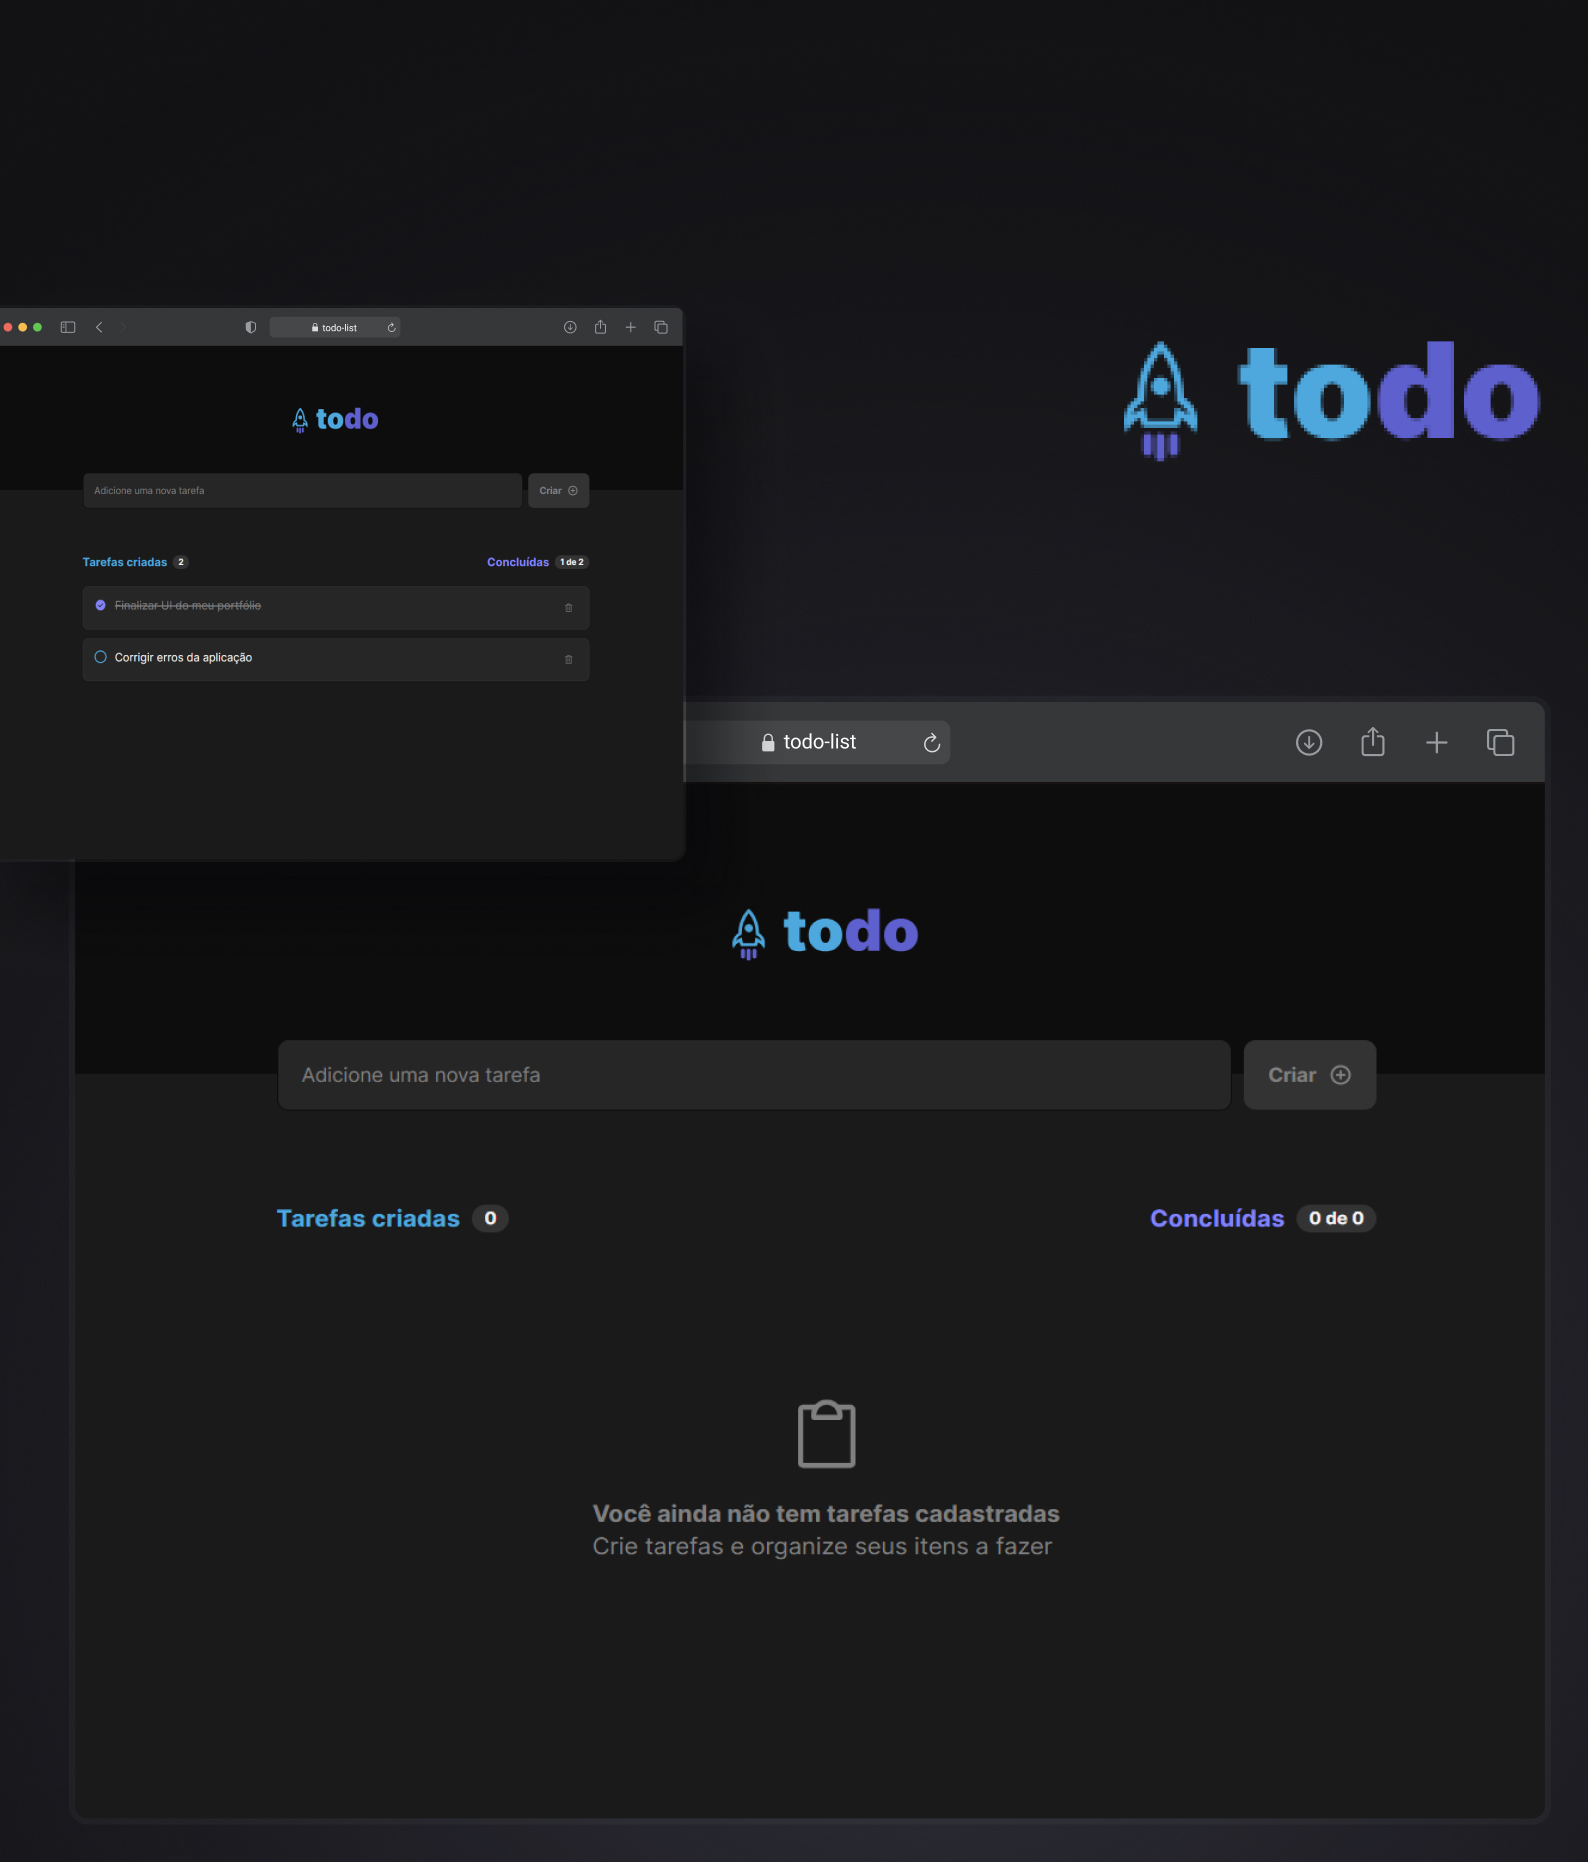 todo-list
todo
Adicione uma nova tarefa
Criar
Tarefas criadas 2
Concluídas 1 de 2
Finalizar UI do meu portfólio
Corrigir erros da aplicação
todo
todo-list
todo
Adicione uma nova tarefa
Criar
Tarefas criadas 0
Concluídas 0 de 0
Você ainda não tem tarefas cadastradas
Crie tarefas e organize seus itens a fazer